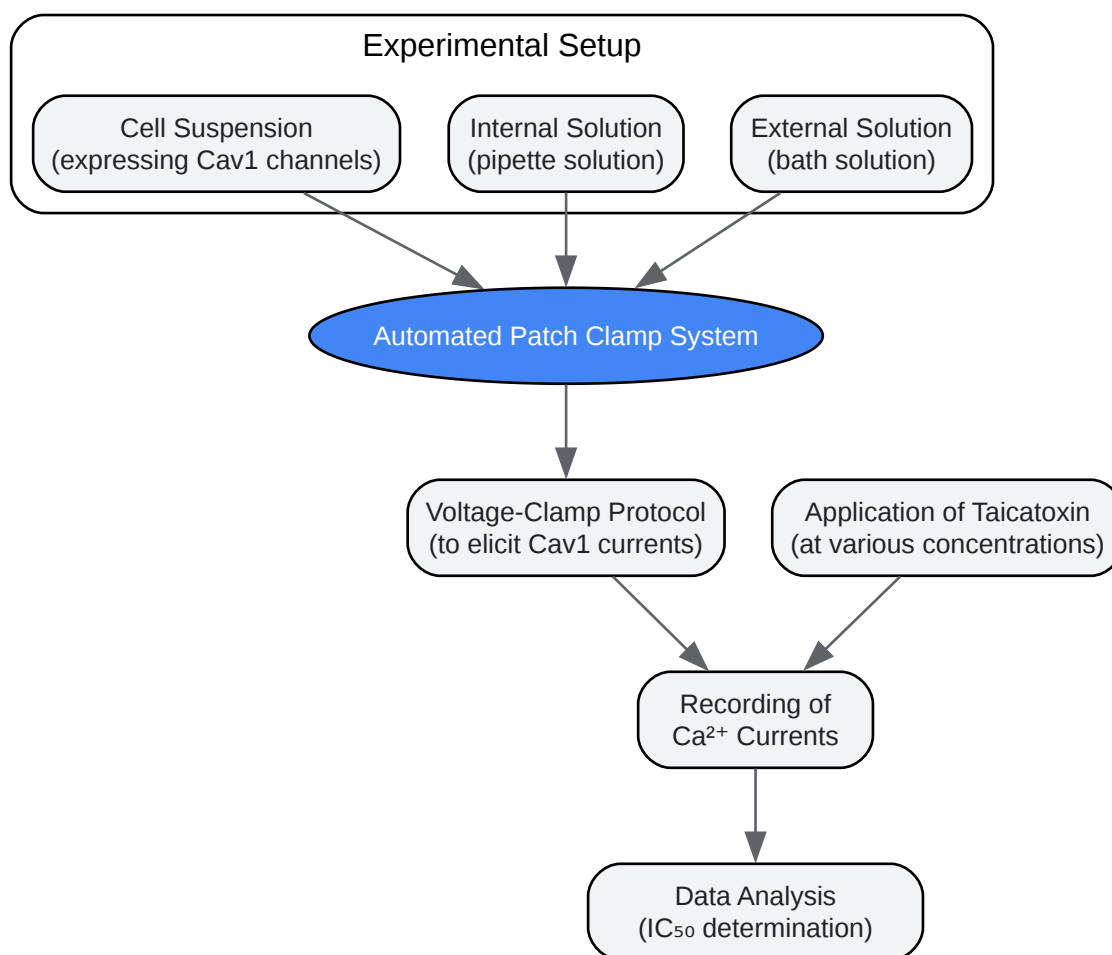 Experimental Setup
Cell Suspension
(expressing Cav1 channels)
Internal Solution
(pipette solution)
External Solution
(bath solution)
Automated Patch Clamp System
Voltage-Clamp Protocol
(to elicit Cav1 currents)
Application of Taicatoxin
(at various concentrations)
Recording of
Ca²⁺ Currents
Data Analysis
(IC₅₀ determination)